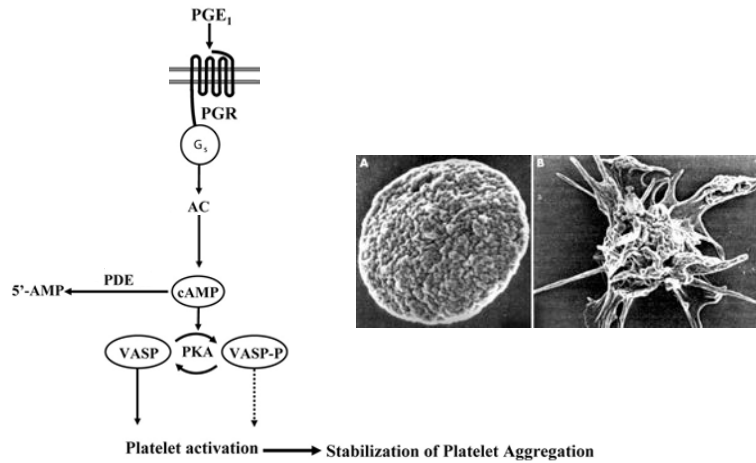 PGE1
PGR
Gs
AC
PDE
5'-AMP
cAMP
VASP
PKA
VASP-P
Platelet activation
Stabilization of Platelet Aggregation
A
B